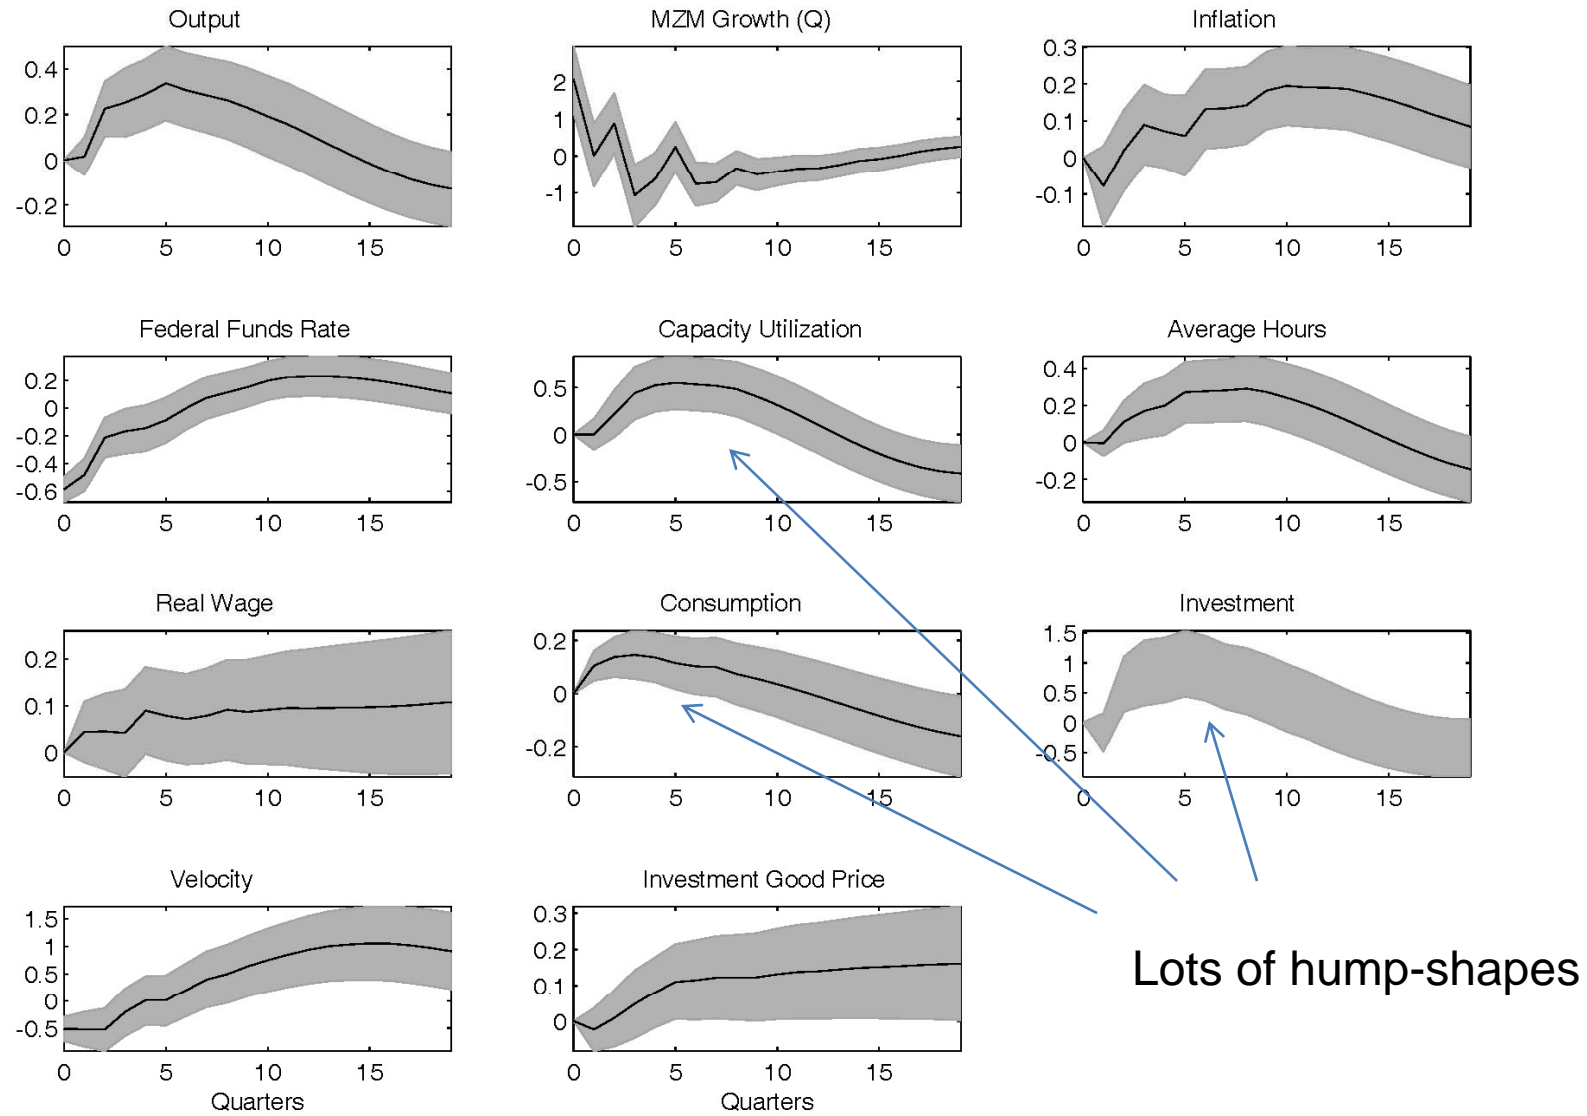 Output
0.4
0.2
0
-0.2
0 5 10 15
MZM Growth (Q)
2
1
0
-1
0 5 10 15
Inflation
0.3
0.2
0.1
0
-0.1
0 5 10 15
Federal Funds Rate
0.2
0
-0.2
-0.4
-0.6
0 5 10 15
Capacity Utilization
0.5
0
-0.5
0 5 10 15
Average Hours
0.4
0.2
0
-0.2
0 5 10 15
Real Wage
0.2
0.1
0
0 5 10 15
Consumption
0.2
0
-0.2
0 5 10 15
Investment
1.5
1
0.5
0
-0.5
0 5 10 15
Velocity
1.5
1
0.5
0
-0.5
0 5 10 15
Quarters
Investment Good Price
0.3
0.2
0.1
0
0 5 10 15
Quarters
Lots of hump-shapes